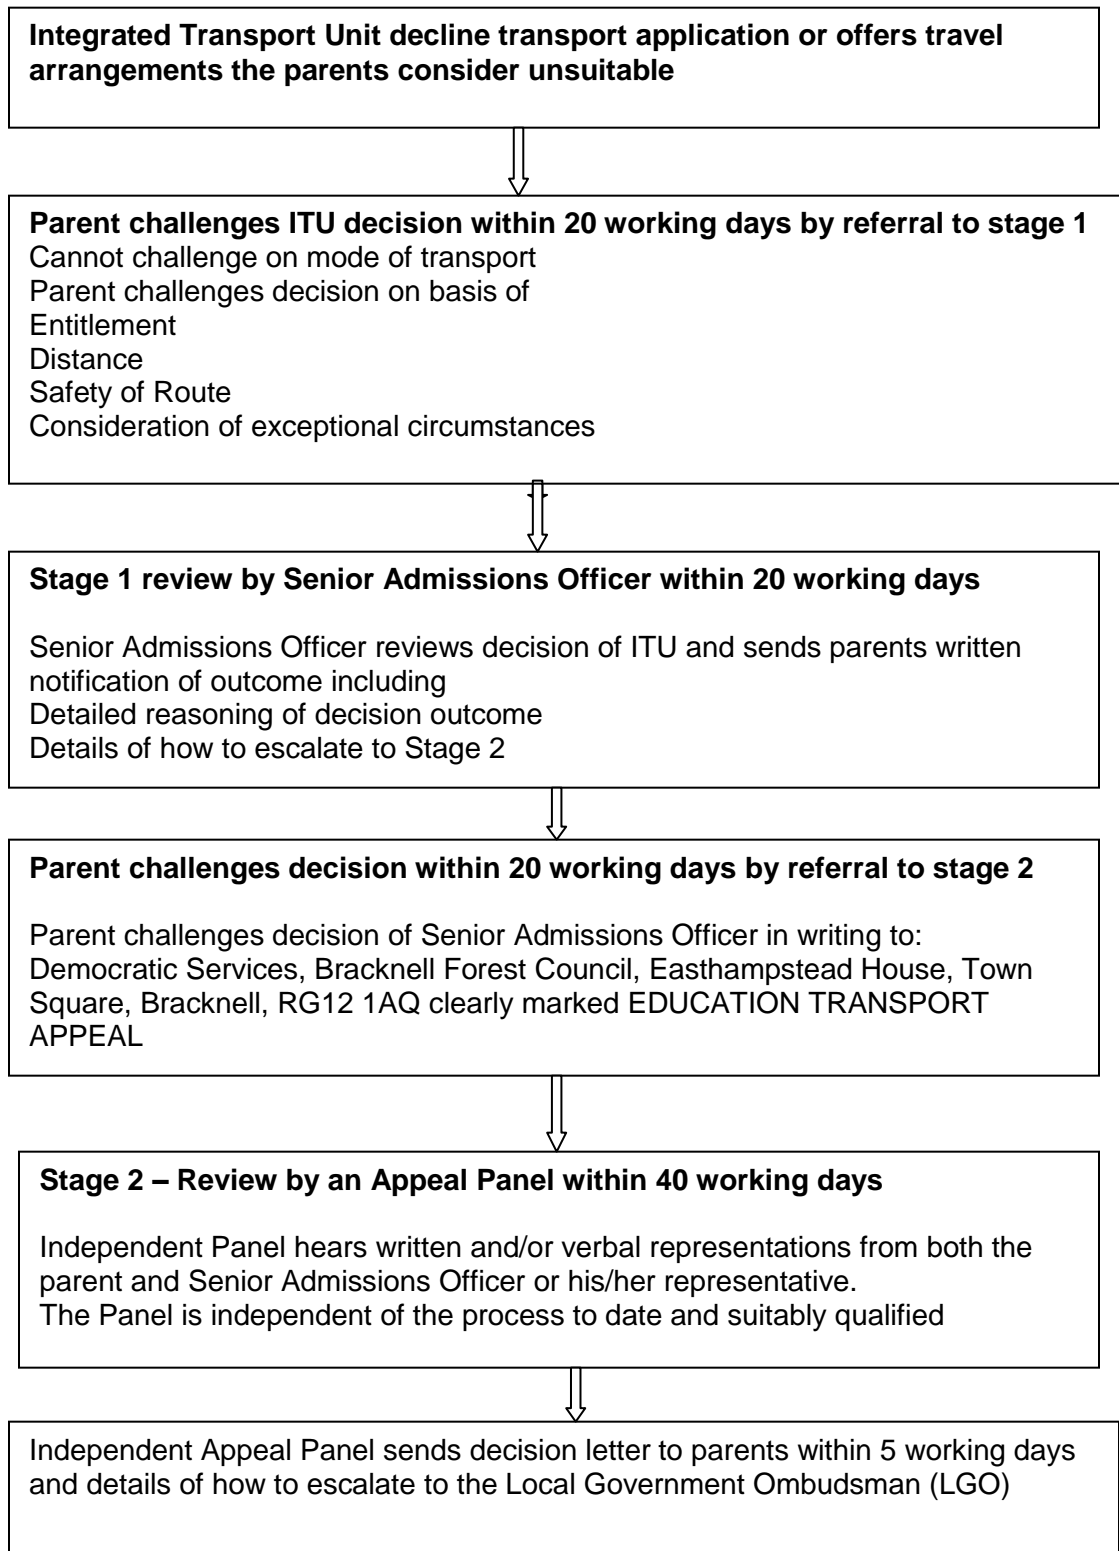 Integrated Transport Unit decline transport application or offers travel
arrangements the parents consider unsuitable
Parent challenges ITU decision within 20 working days by referral to stage 1
Cannot challenge on mode of transport
Parent challenges decision on basis of
Entitlement
Distance
Safety of Route
Consideration of exceptional circumstances
Stage 1 review by Senior Admissions Officer within 20 working days
Senior Admissions Officer reviews decision of ITU and sends parents written
notification of outcome including
Detailed reasoning of decision outcome
Details of how to escalate to Stage 2
Parent challenges decision within 20 working days by referral to stage 2
Parent challenges decision of Senior Admissions Officer in writing to:
Democratic Services, Bracknell Forest Council, Easthampstead House, Town
Square, Bracknell, RG12 1AQ clearly marked EDUCATION TRANSPORT
APPEAL
Stage 2 – Review by an Appeal Panel within 40 working days
Independent Panel hears written and/or verbal representations from both the
parent and Senior Admissions Officer or his/her representative.
The Panel is independent of the process to date and suitably qualified
Independent Appeal Panel sends decision letter to parents within 5 working days
and details of how to escalate to the Local Government Ombudsman (LGO)